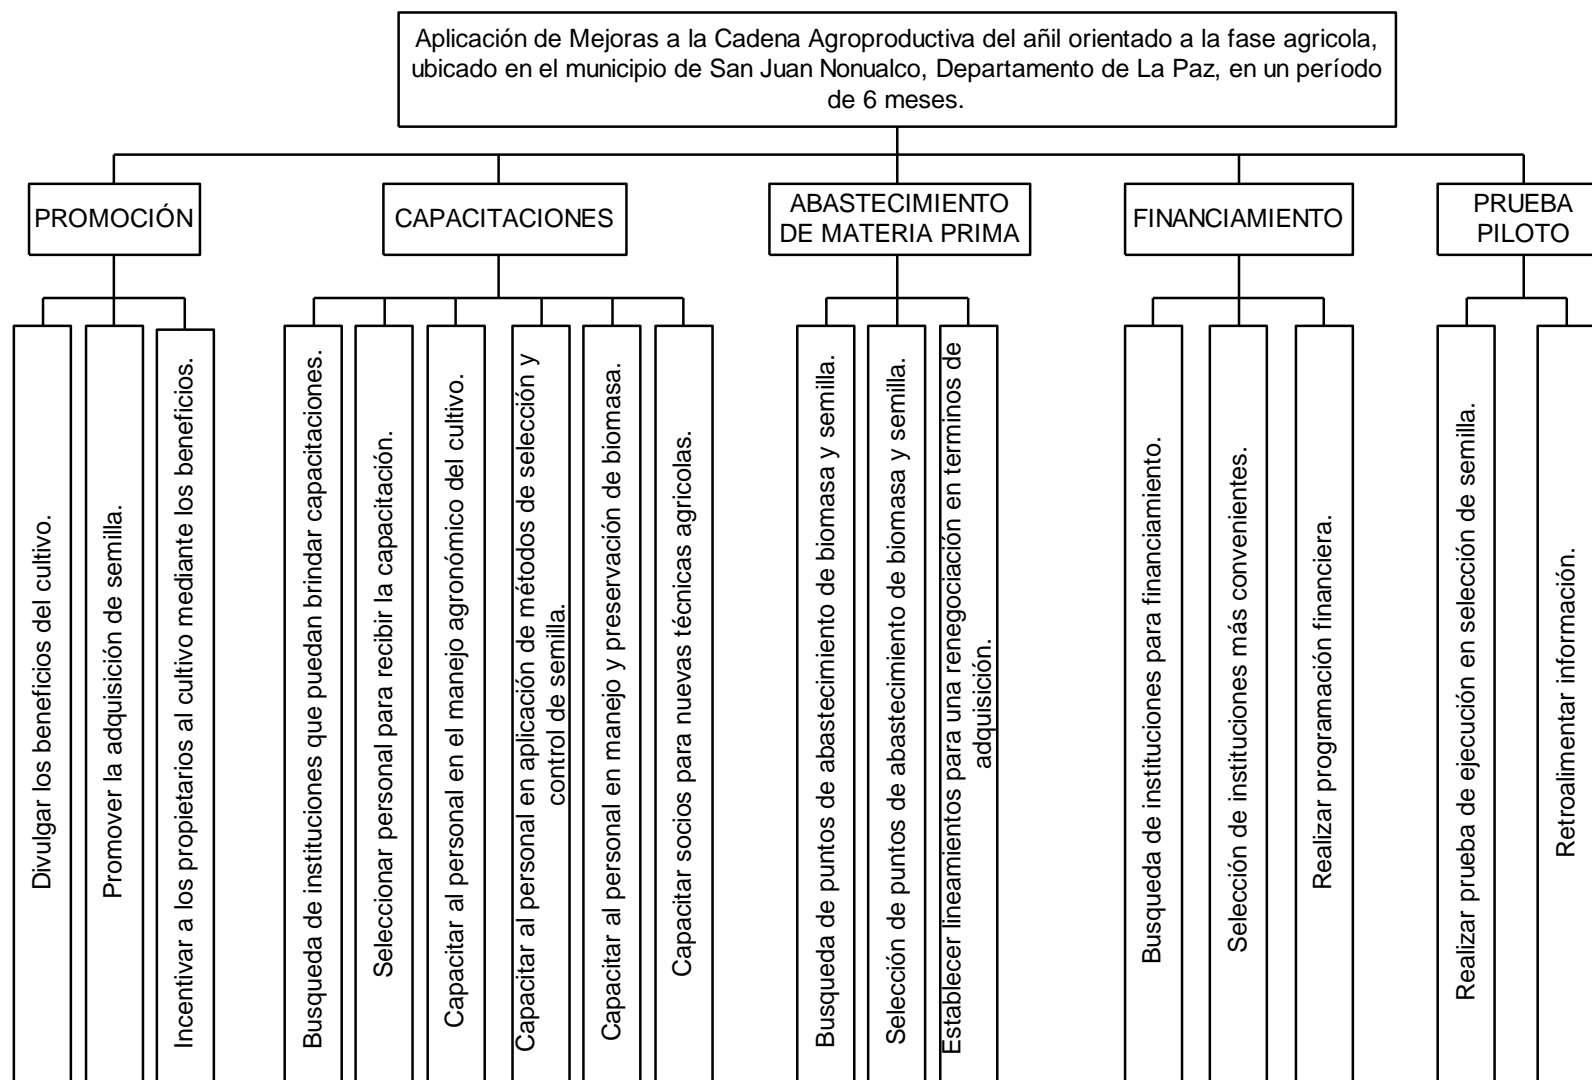 Aplicación de Mejoras a la Cadena Agroproductiva del añil orientado a la fase agricola,
ubicado en el municipio de San Juan Nonualco, Departamento de La Paz, en un período
de 6 meses.
PROMOCIÓN
CAPACITACIONES
ABASTECIMIENTO
DE MATERIA PRIMA
FINANCIAMIENTO
PRUEBA
PILOTO
Divulgar los beneficios del cultivo.
Promover la adquisición de semilla.
Incentivar a los propietarios al cultivo mediante los beneficios.
Busqueda de instituciones que puedan brindar capacitaciones.
Seleccionar personal para recibir la capacitación.
Capacitar al personal en el manejo agronómico del cultivo.
Capacitar al personal en aplicación de métodos de selección y
control de semilla.
Capacitar al personal en manejo y preservación de biomasa.
Capacitar socios para nuevas técnicas agricolas.
Busqueda de puntos de abastecimiento de biomasa y semilla.
Selección de puntos de abastecimiento de biomasa y semilla.
Establecer lineamientos para una renegociación en terminos de
adquisición.
Busqueda de instituciones para financiamiento.
Selección de instituciones más convenientes.
Realizar programación financiera.
Realizar prueba de ejecución en selección de semilla.
Retroalimentar información.